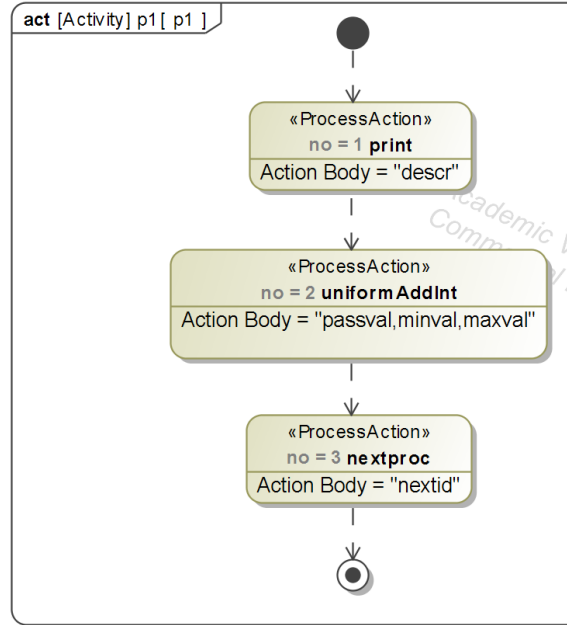 act [Activity] p1[ p1 ]
«ProcessAction»
no = 1 print
Action Body = "descr"
«ProcessAction»
no = 2 uniformAddInt
Action Body = "passval,minval,maxval"
«ProcessAction»
no = 3 nextproc
Action Body = "nextid"